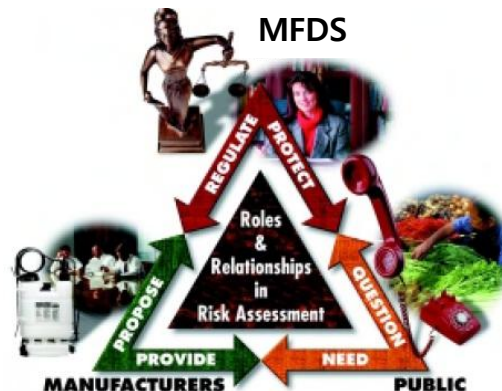 MFDS
REGULATE
PROTECT
Roles
&
Relationships
in
Risk Assessment
PROPOSE
QUESTION
PROVIDE
NEED
MANUFACTURERS
PUBLIC